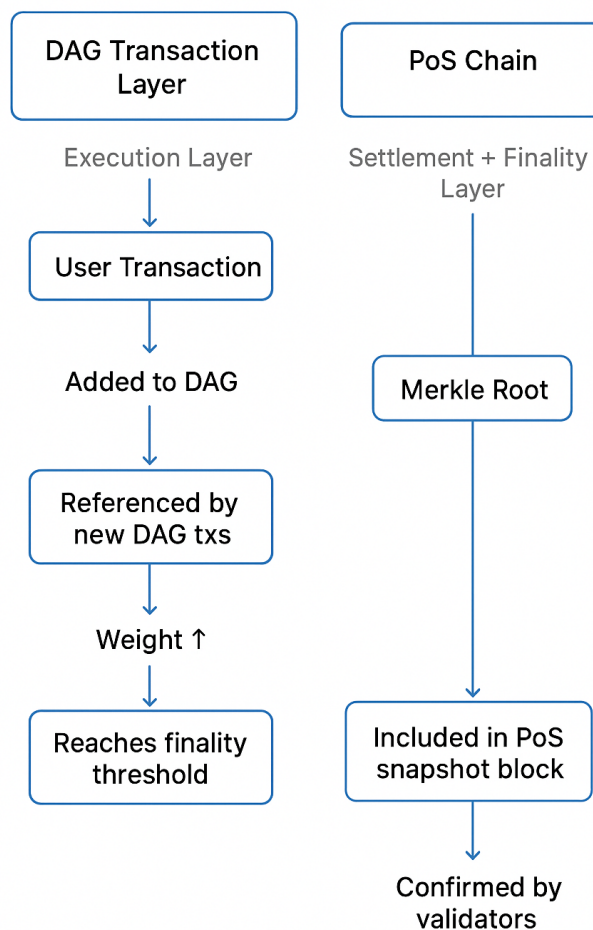 DAG Transaction
Layer
Execution Layer
User Transaction
Added to DAG
Referenced by
new DAG txs
Weight ↑
Reaches finality
threshold
PoS Chain
Settlement + Finality
Layer
Merkle Root
Included in PoS
snapshot block
Confirmed by
validators